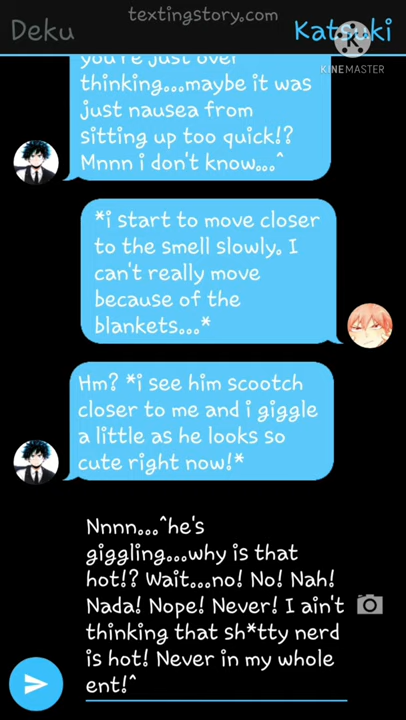 textingstory.com
Deku
Katsuki
KINEMASTER
you're just over
thinking...maybe it was
just nausea from
sitting up too quick!?
Mnnn i don't know...^
*i start to move closer
to the smell slowly. I
can't really move
because of the
blankets...*
Hm? *i see him scootch
closer to me and i giggle
a little as he looks so
cute right now!*
Nnnn...^he's
giggling...why is that
hot!? Wait...no! No! Nah!
Nada! Nope! Never! I ain't
thinking that sh*tty nerd
is hot! Never in my whole
ent!^